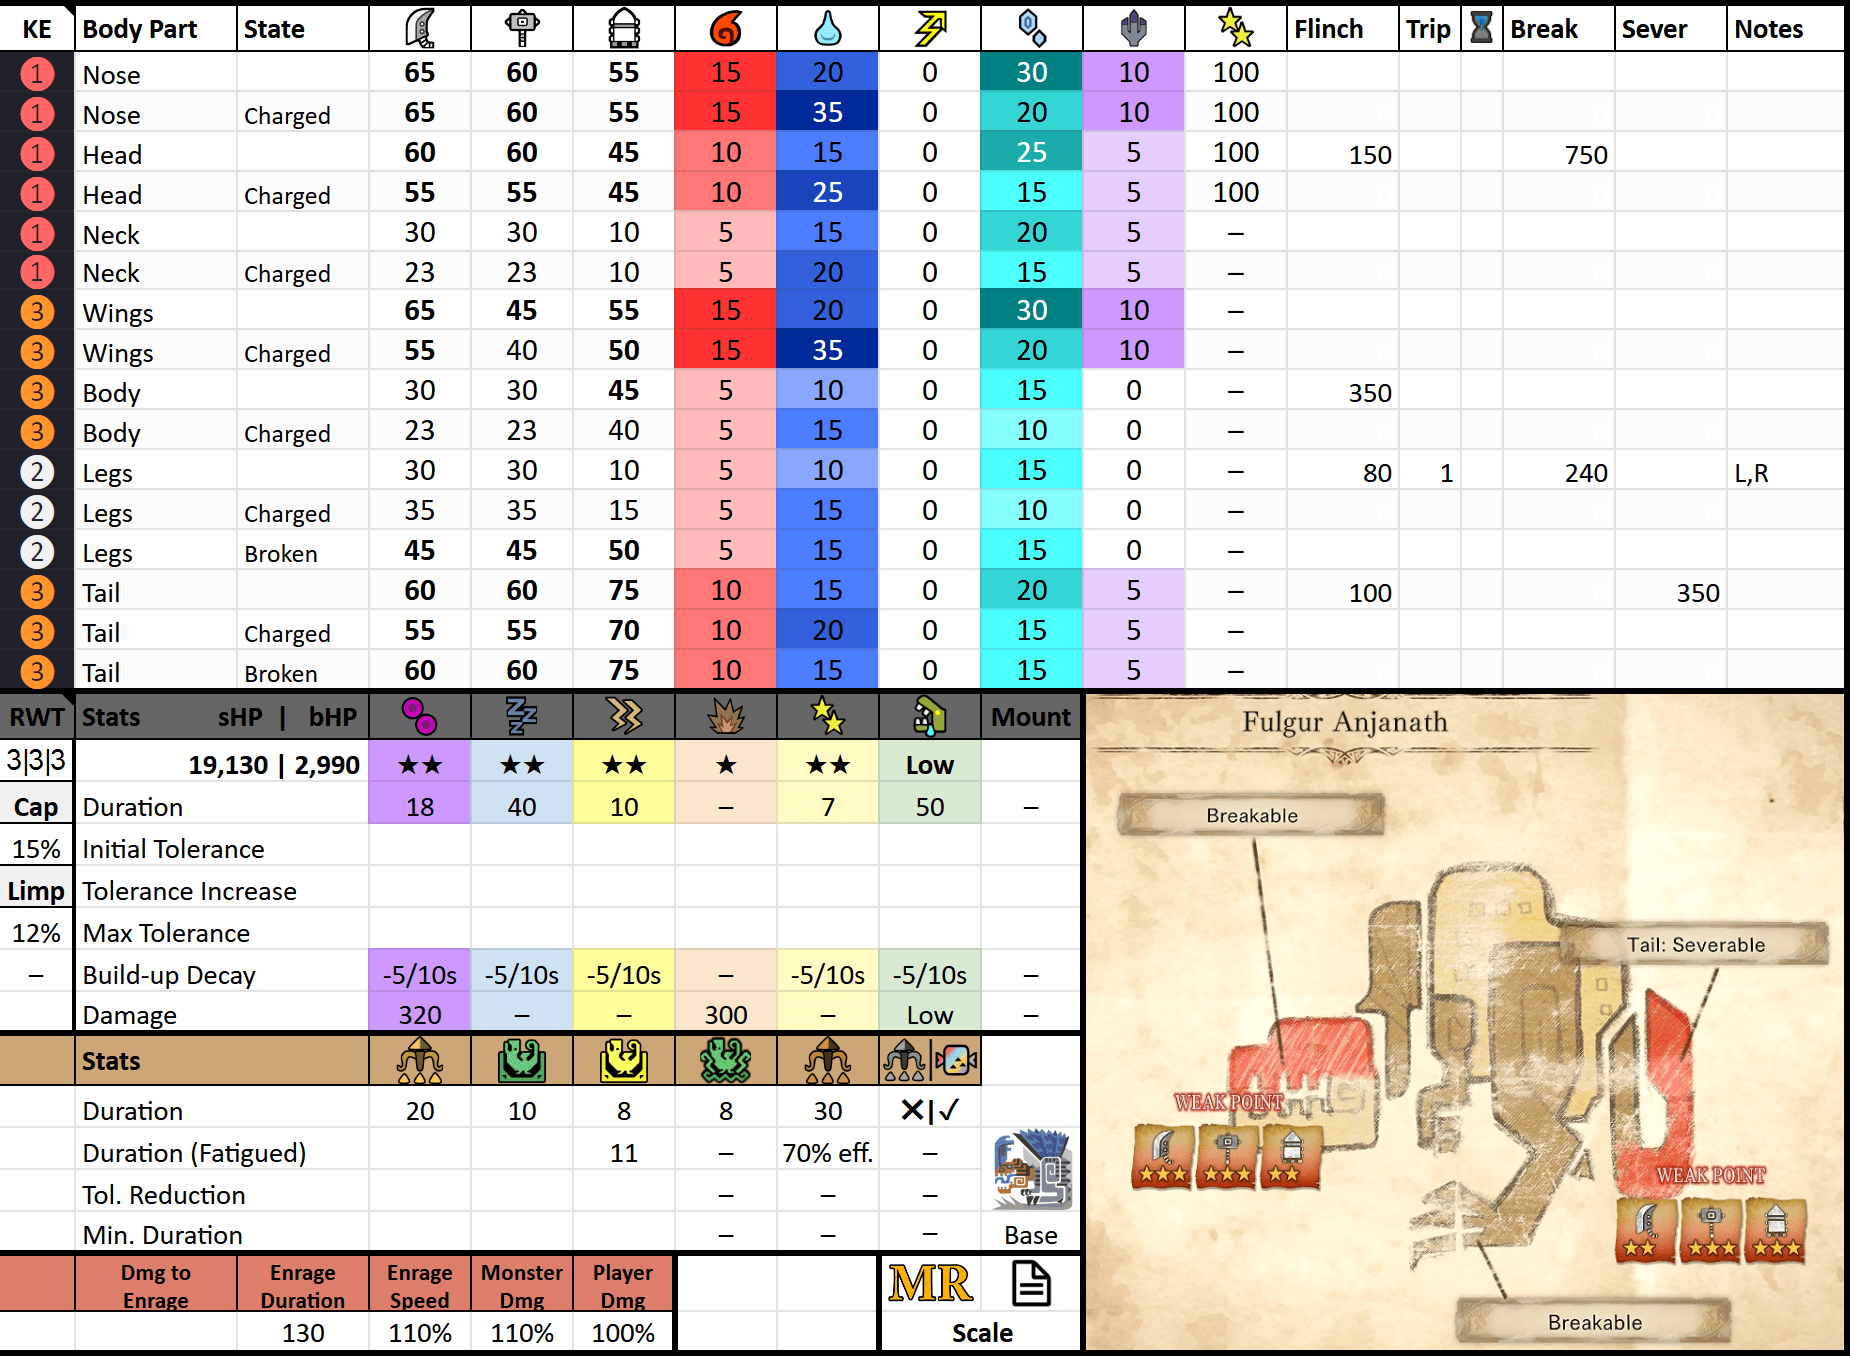 KE Body Part State Flinch Trip Break Sever Notes
1 Nose 65 60 55 15 20 0 30 10 100
1 Nose Charged 65 60 55 15 35 0 20 10 100
1 Head 60 60 45 10 15 0 25 5 100 150 750
1 Head Charged 55 55 45 10 25 0 15 5 100
1 Neck 30 30 10 5 15 0 20 5 –
1 Neck Charged 23 23 10 5 20 0 15 5 –
3 Wings 65 45 55 15 20 0 30 10 –
3 Wings Charged 55 40 50 15 35 0 20 10 –
3 Body 30 30 45 5 10 0 15 0 – 350
3 Body Charged 23 23 40 5 15 0 10 0 –
2 Legs 30 30 10 5 10 0 15 0 – 80 1 240 L,R
2 Legs Charged 35 35 15 5 15 0 10 0 –
2 Legs Broken 45 45 50 5 15 0 15 0 –
3 Tail 60 60 75 10 15 0 20 5 – 100 350
3 Tail Charged 55 55 70 10 20 0 15 5 –
3 Tail Broken 60 60 75 10 15 0 15 5 –
RWT Stats sHP | bHP Mount
3|3|3 19,130 | 2,990 ★★ ★★ ★★ ★ ★★ Low
Cap Duration 18 40 10 – 7 50 –
15% Initial Tolerance
Limp Tolerance Increase
12% Max Tolerance
– Build-up Decay -5/10s -5/10s -5/10s – -5/10s -5/10s –
Damage 320 – – 300 – Low –
Stats
Duration 20 10 8 8 30 ✕|✓
Duration (Fatigued) 11 – 70% eff. –
Tol. Reduction – – –
Min. Duration – – – Base
Dmg to Enrage Enrage Duration Enrage Speed Monster Dmg Player Dmg MR
130 110% 110% 100% Scale
Fulgur Anjanath
Breakable
Tail: Severable
WEAK POINT
WEAK POINT
Breakable